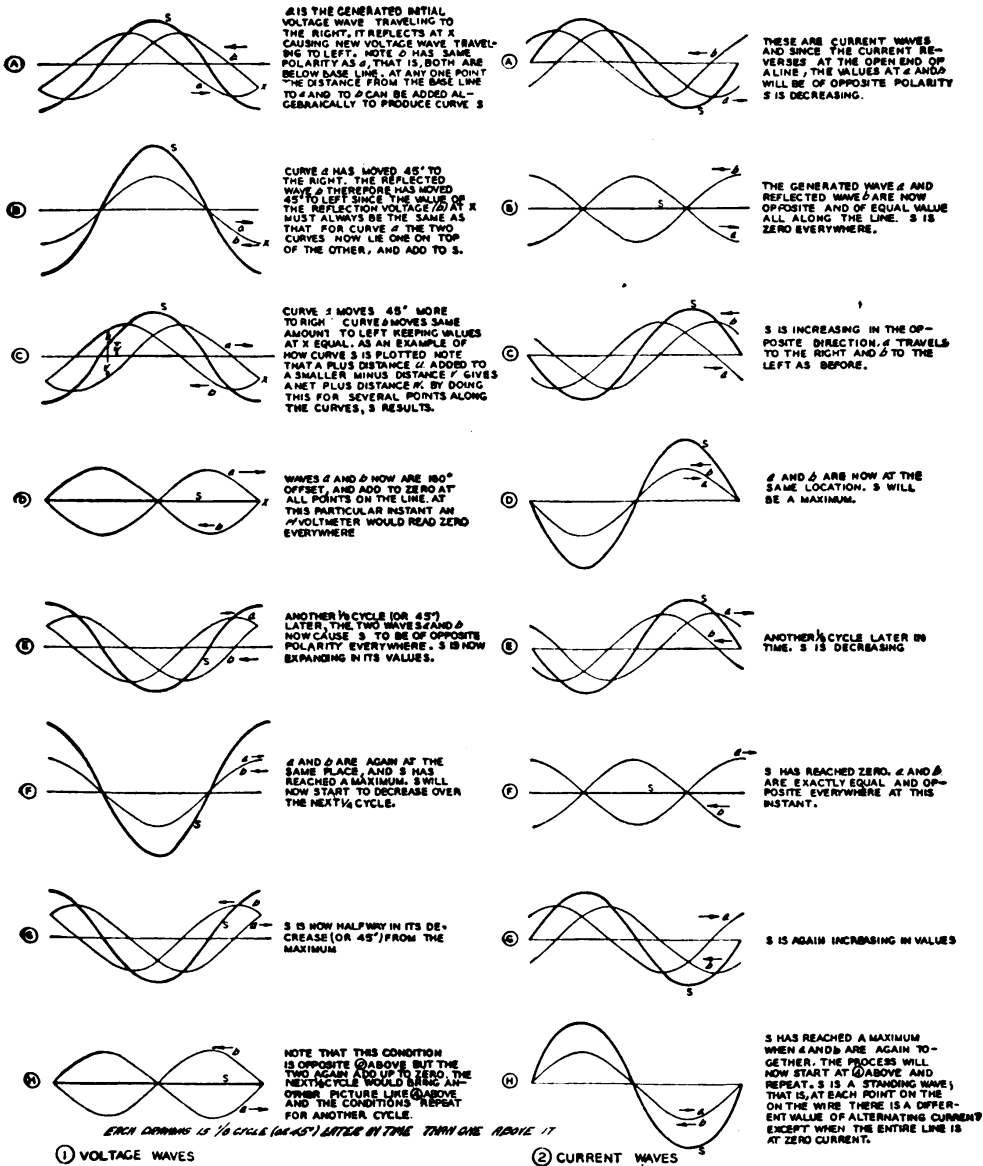 a IS THE GENERATED INITIAL
VOLTAGE WAVE TRAVELING TO
THE RIGHT. IT REFLECTS AT X
CAUSING NEW VOLTAGE WAVE TRAVEL-
ING TO LEFT. NOTE b HAS SAME
POLARITY AS a, THAT IS, BOTH ARE
BELOW BASE LINE. AT ANY ONE POINT
THE DISTANCE FROM THE BASE LINE
TO a AND TO b CAN BE ADDED AL-
GEBRAICALLY TO PRODUCE CURVE S
A
S
b
a
X
CURVE a HAS MOVED 45° TO
THE RIGHT. THE REFLECTED
WAVE b THEREFORE HAS MOVED
45° TO LEFT SINCE THE VALUE OF
THE REFLECTION VOLTAGE (b) AT X
MUST ALWAYS BE THE SAME AS
THAT FOR CURVE a THE TWO
CURVES NOW LIE ONE ON TOP
OF THE OTHER, AND ADD TO S.
B
S
a
b
X
CURVE a MOVES 45° MORE
TO RIGH CURVE b MOVES SAME
AMOUNT TO LEFT KEEPING VALUES
AT X EQUAL. AS AN EXAMPLE OF
HOW CURVE S IS PLOTTED NOTE
THAT A PLUS DISTANCE ADDED TO
A SMALLER MINUS DISTANCE GIVES
A NET PLUS DISTANCE BY DOING
THIS FOR SEVERAL POINTS ALONG
THE CURVES, S RESULTS.
C
S
a
b
X
WAVES a AND b NOW ARE 180°
OFFSET, AND ADD TO ZERO AT
ALL POINTS ON THE LINE. AT
THIS PARTICULAR INSTANT AN
VOLTMETER WOULD READ ZERO
EVERYWHERE
D
a
S
X
b
ANOTHER ⅛ CYCLE (OR 45°)
LATER, THE TWO WAVES a AND b
NOW CAUSE S TO BE OF OPPOSITE
POLARITY EVERYWHERE. S IS NOW
EXPANDING IN ITS VALUES.
E
a
S
b
a AND b ARE AGAIN AT THE
SAME PLACE, AND S HAS
REACHED A MAXIMUM. S WILL
NOW START TO DECREASE OVER
THE NEXT ¼ CYCLE.
F
a
b
S
S IS NOW HALFWAY IN ITS DE-
CREASE (OR 45°) FROM THE
MAXIMUM
G
b
S
a
NOTE THAT THIS CONDITION
IS OPPOSITE ABOVE BUT THE
TWO AGAIN ADD UP TO ZERO. THE
NEXT ⅛ CYCLE WOULD BRING AN-
OTHER PICTURE LIKE A ABOVE
AND THE CONDITIONS REPEAT
FOR ANOTHER CYCLE.
H
b
S
a
EACH DRAWING IS 1/8 CYCLE (OR 45°) LATER IN TIME THAN ONE ABOVE IT
1 VOLTAGE WAVES
THESE ARE CURRENT WAVES
AND SINCE THE CURRENT RE-
VERSES AT THE OPEN END OF
A LINE, THE VALUES AT a AND b
WILL BE OF OPPOSITE POLARITY
S IS DECREASING.
A
b
a
S
THE GENERATED WAVE a AND
REFLECTED WAVE b ARE NOW
OPPOSITE AND OF EQUAL VALUE
ALL ALONG THE LINE. S IS
ZERO EVERYWHERE.
B
b
S
a
S IS INCREASING IN THE OP-
POSITE DIRECTION. a TRAVELS
TO THE RIGHT AND b TO THE
LEFT AS BEFORE.
C
S
b
a
a AND b ARE NOW AT THE
SAME LOCATION. S WILL
BE A MAXIMUM.
D
S
b
a
ANOTHER ⅛ CYCLE LATER IN
TIME. S IS DECREASING
E
S
a
b
S HAS REACHED ZERO. a AND b
ARE EXACTLY EQUAL AND OP-
POSITE EVERYWHERE AT THIS
INSTANT.
F
a
S
b
S IS AGAIN INCREASING IN VALUES
G
a
b
S
S HAS REACHED A MAXIMUM
WHEN a AND b ARE AGAIN TO-
GETHER. THE PROCESS WILL
NOW START AT A ABOVE AND
REPEAT. S IS A STANDING WAVE;
THAT IS, AT EACH POINT ON THE
ON THE WIRE THERE IS A DIFFER-
ENT VALUE OF ALTERNATING CURRENT
EXCEPT WHEN THE ENTIRE LINE IS
AT ZERO CURRENT.
H
a
b
S
2 CURRENT WAVES